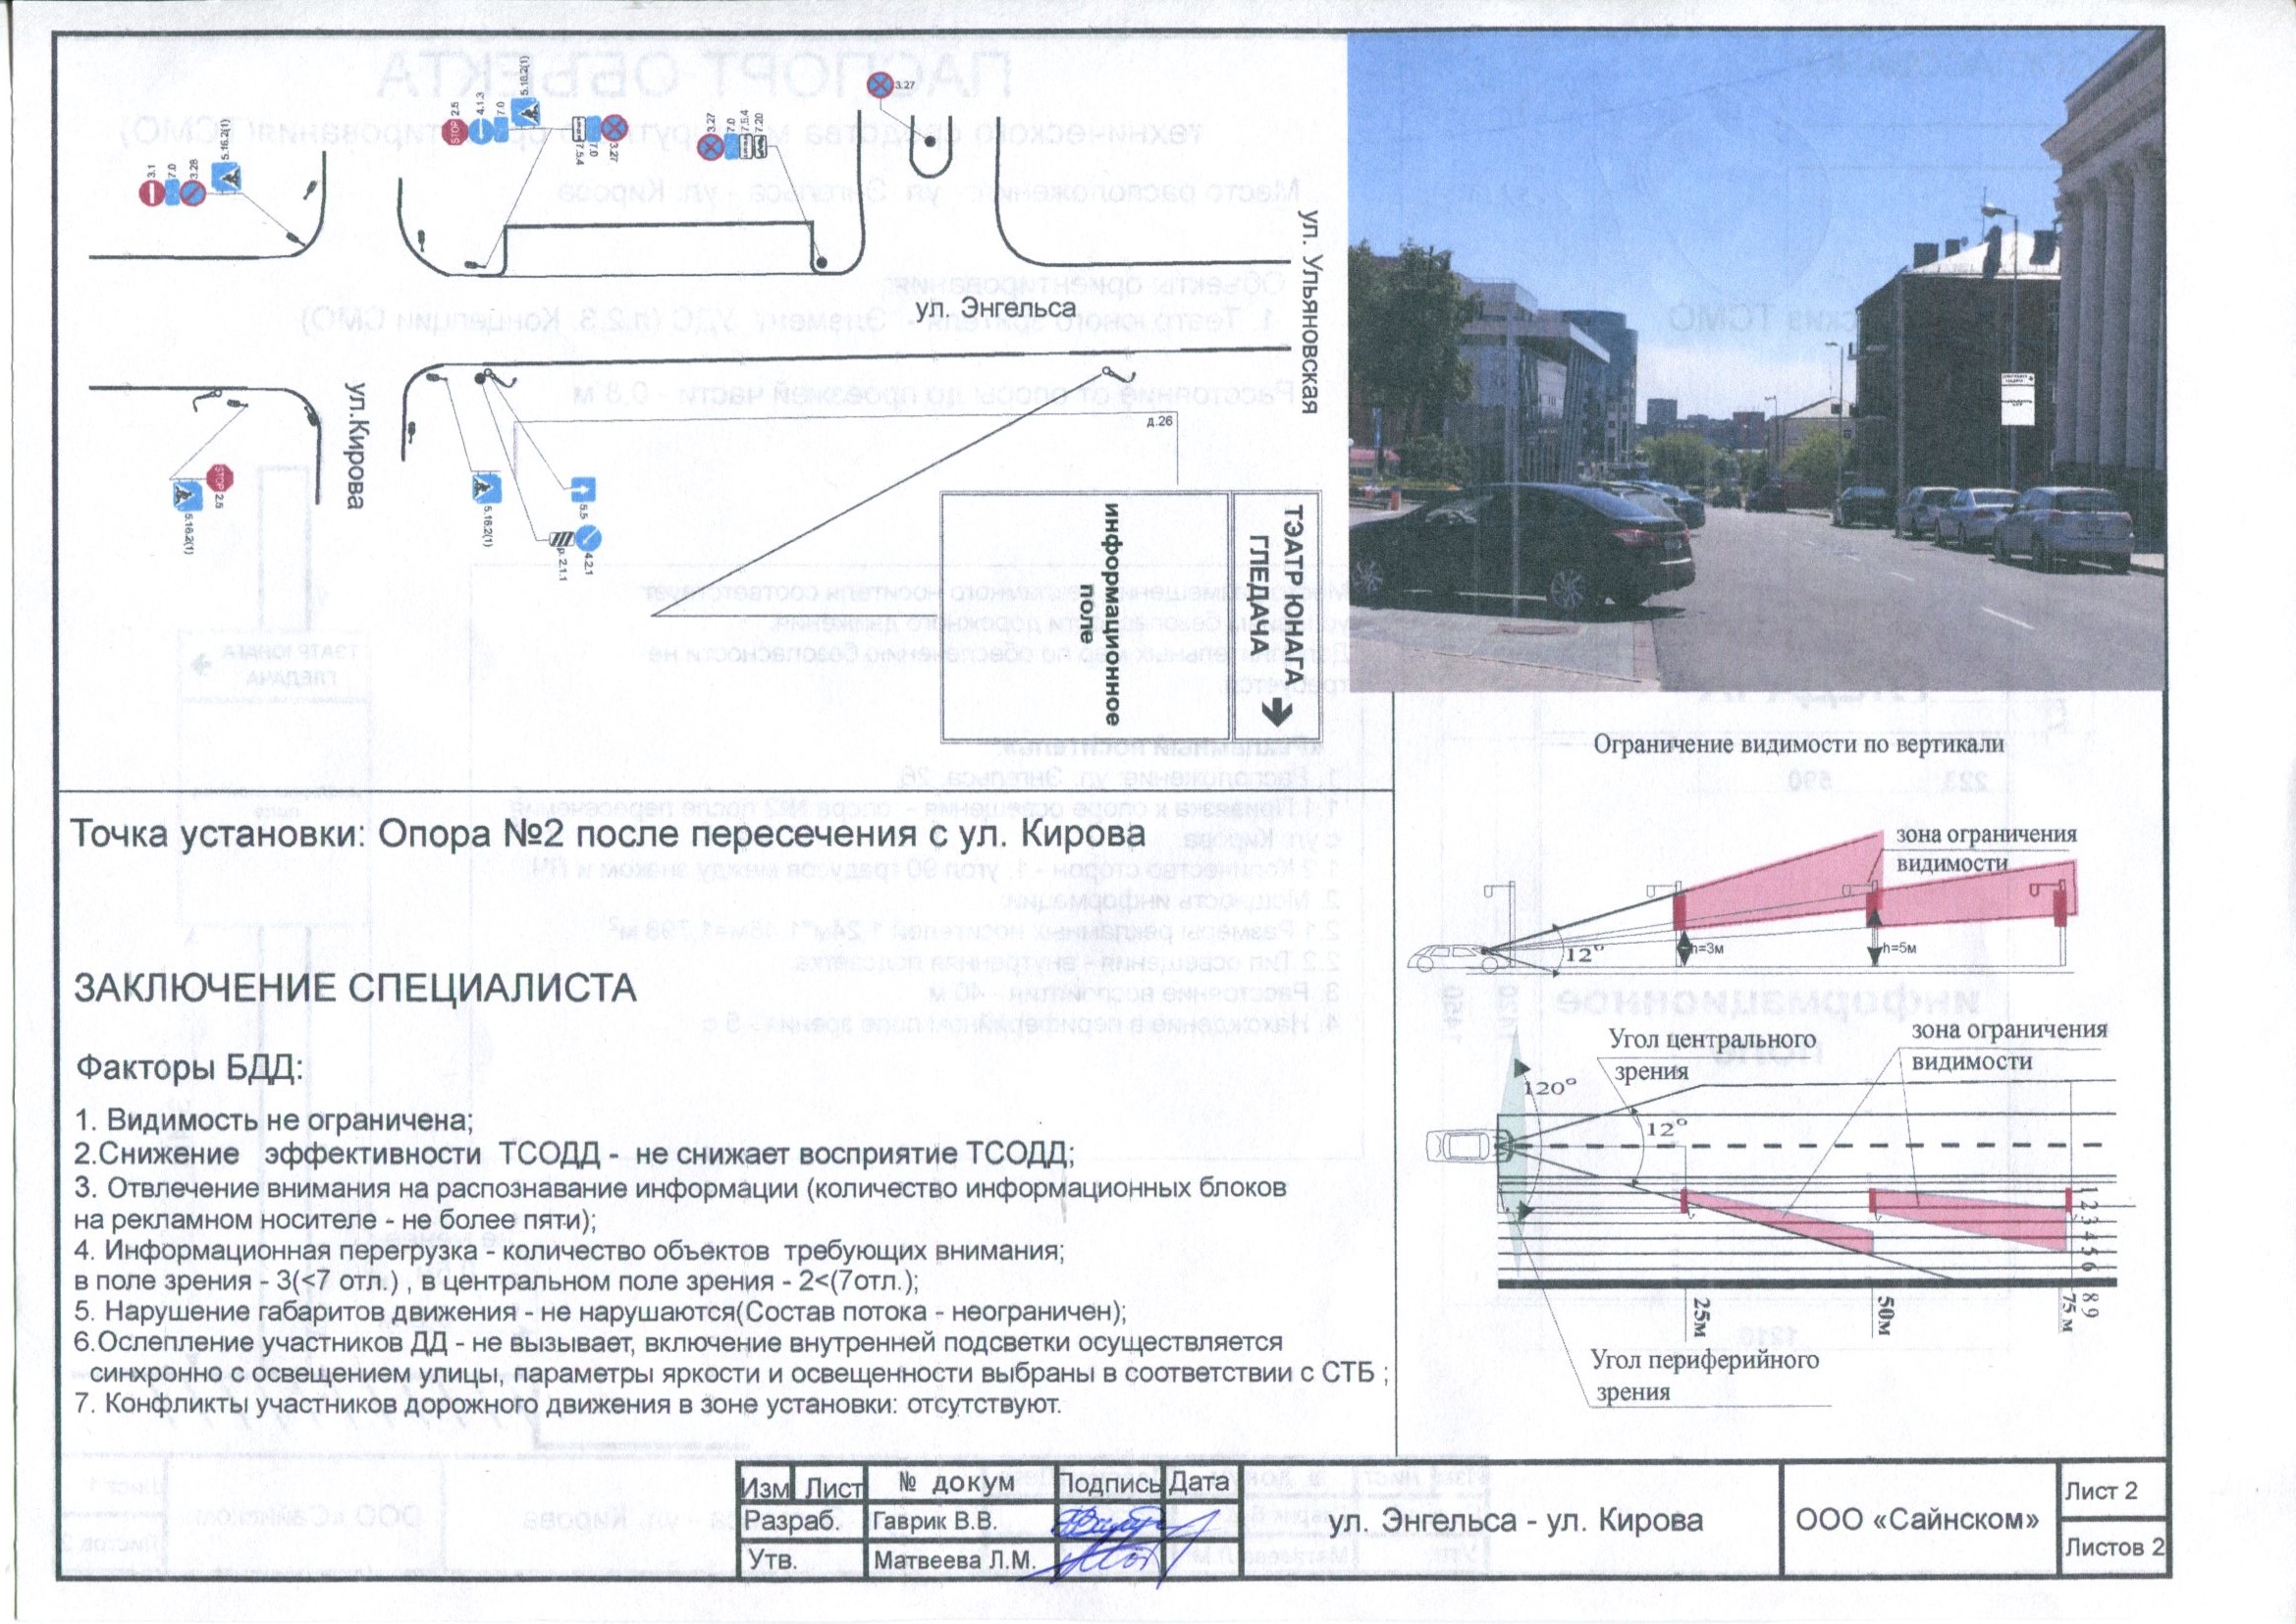 3.1
7.0
3.28
5.16.2(1)
STOP
2.5
4.1.3
7.0
5.16.2(1)
7.5.4
7.0
3.27
3.27
7.0
7.5.4
7.20
3.27
ул. Энгельса
ул. Ульяновская
ул.Кирова
STOP
2.5
5.16.2(1)
5.16.2(1)
5.5
4.2.1
р.2.1.1
д.26
информационное
поле
ТЭАТР ЮНАГА
ГЛЕДАЧА
Точка установки: Опора №2 после пересечения с ул. Кирова
ЗАКЛЮЧЕНИЕ СПЕЦИАЛИСТА
Факторы БДД:
1. Видимость не ограничена;
2.Снижение эффективности ТСОДД - не снижает восприятие ТСОДД;
3. Отвлечение внимания на распознавание информации (количество информационных блоков
на рекламном носителе - не более пяти);
4. Информационная перегрузка - количество объектов требующих внимания;
в поле зрения - 3(<7 отл.) , в центральном поле зрения - 2<(7отл.);
5. Нарушение габаритов движения - не нарушаются(Состав потока - неограничен);
6.Ослепление участников ДД - не вызывает, включение внутренней подсветки осуществляется
синхронно с освещением улицы, параметры яркости и освещенности выбраны в соответствии с СТБ ;
7. Конфликты участников дорожного движения в зоне установки: отсутствуют.
Ограничение видимости по вертикали
зона ограничения
видимости
12°
h=3м
h=5м
Угол центрального
зрения
зона ограничения
видимости
120°
12°
1 2 3 4 5 6 8 9
25м
50м
75 м
Угол периферийного
зрения
Изм Лист № докум Подпись Дата
Разраб. Гаврик В.В.
Утв. Матвеева Л.М.
ул. Энгельса - ул. Кирова
ООО «Сайнском»
Лист 2
Листов 2